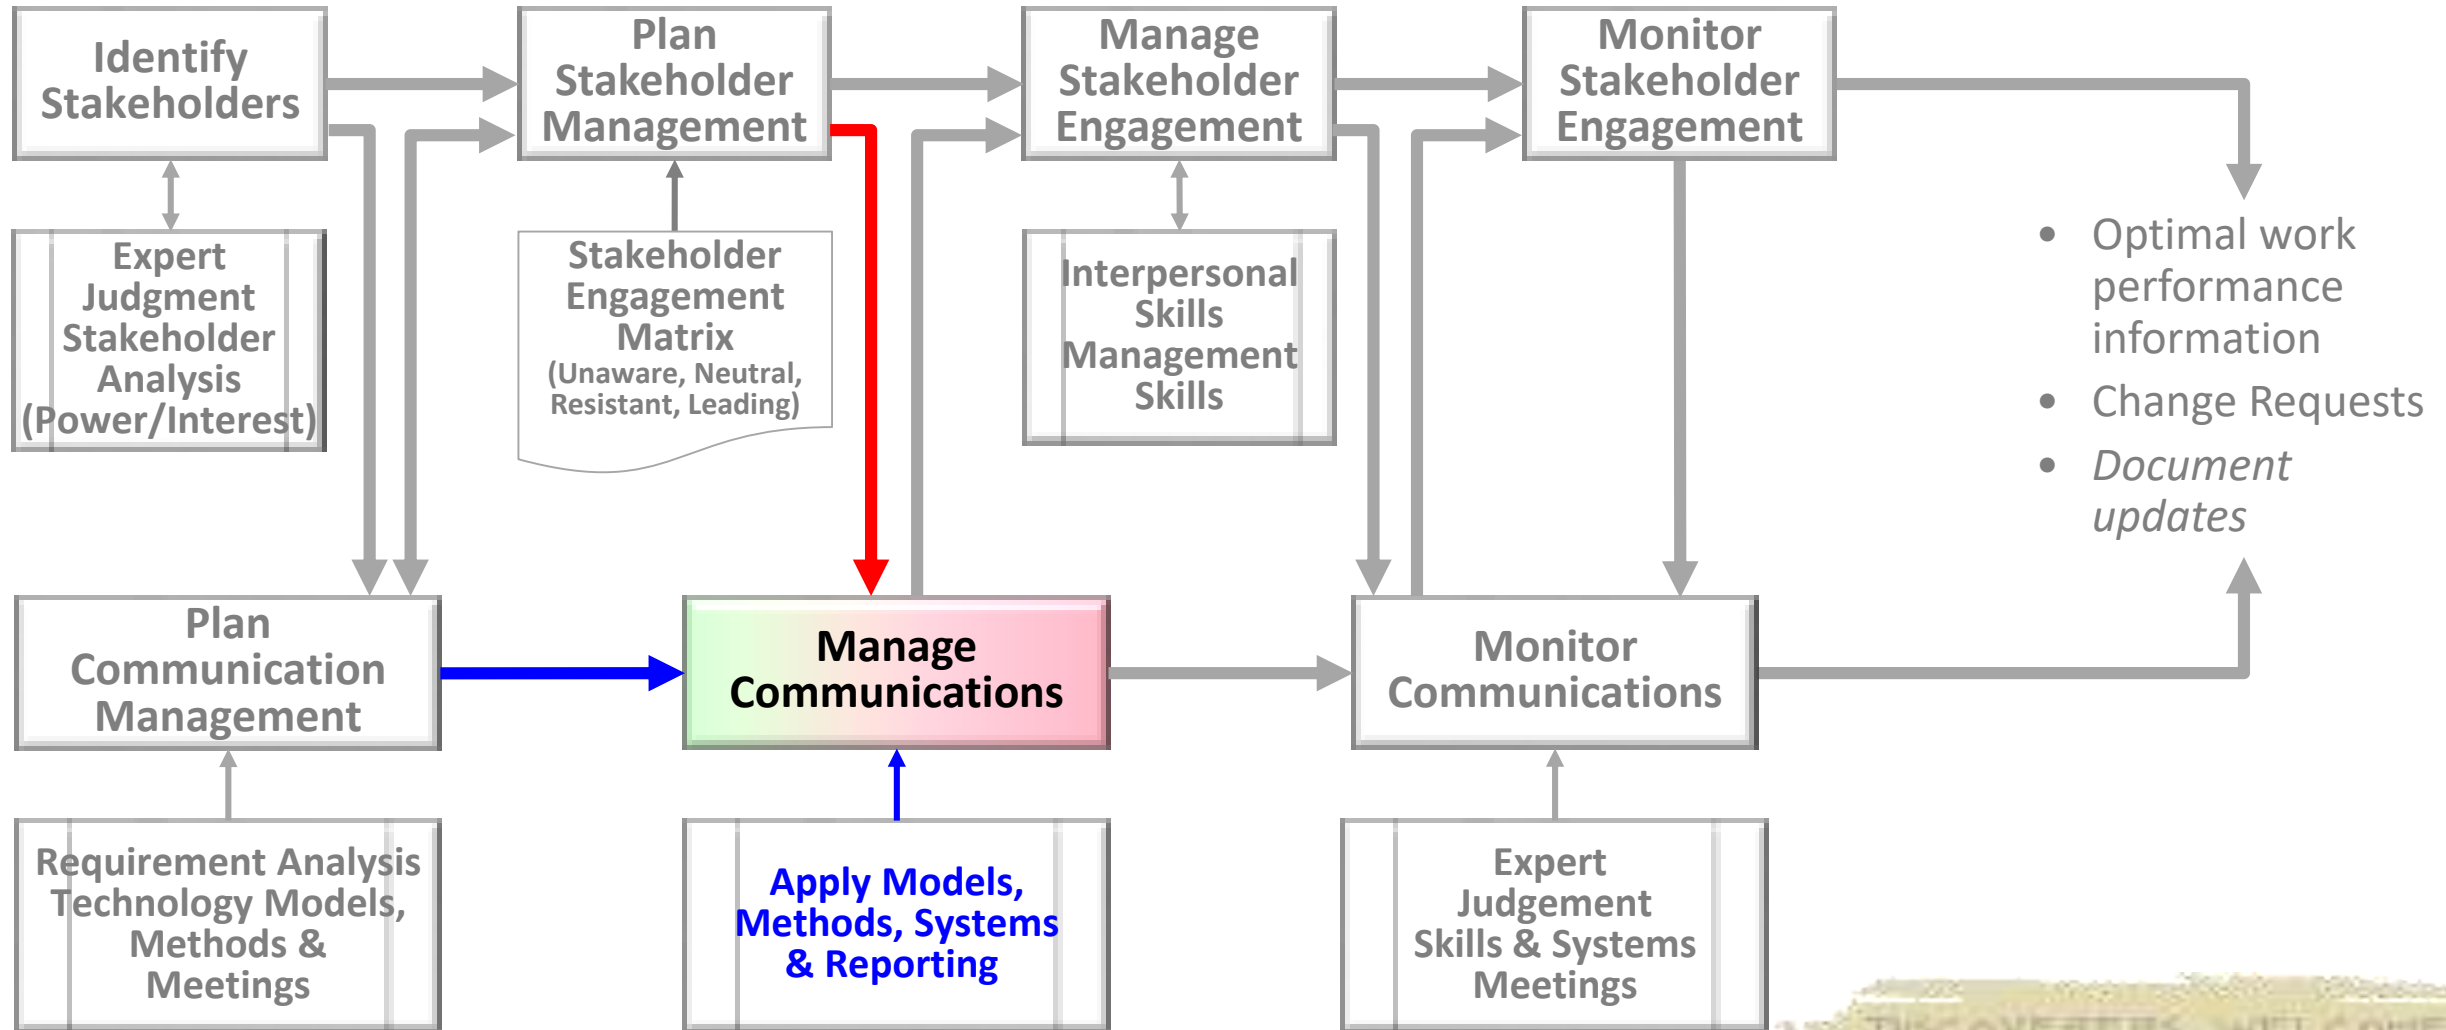 Identify
Stakeholders
Plan
Stakeholder
Management
Manage
Stakeholder
Engagement
Monitor
Stakeholder
Engagement
Expert
Judgment
Stakeholder
Analysis
(Power/Interest)
Stakeholder
Engagement
Matrix
(Unaware, Neutral,
Resistant, Leading)
Interpersonal
Skills
Management
Skills
• Optimal work
performance
information
• Change Requests
• Document
updates
Plan
Communication
Management
Manage
Communications
Monitor
Communications
Requirement Analysis
Technology Models,
Methods &
Meetings
Apply Models,
Methods, Systems
& Reporting
Expert
Judgement
Skills & Systems
Meetings